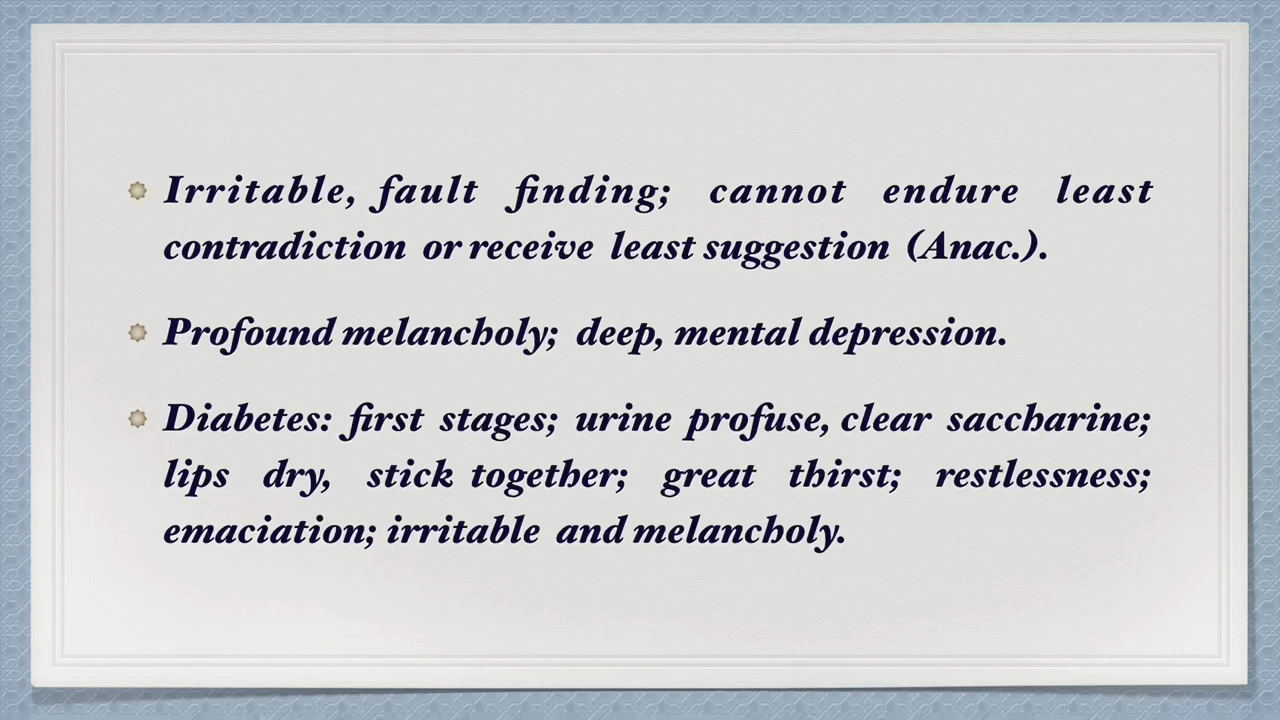 Irritable, fault finding; cannot endure least
contradiction or receive least suggestion (Anac.).
Profound melancholy; deep, mental depression.
Diabetes: first stages; urine profuse, clear saccharine;
lips dry, stick together; great thirst; restlessness;
emaciation; irritable and melancholy.